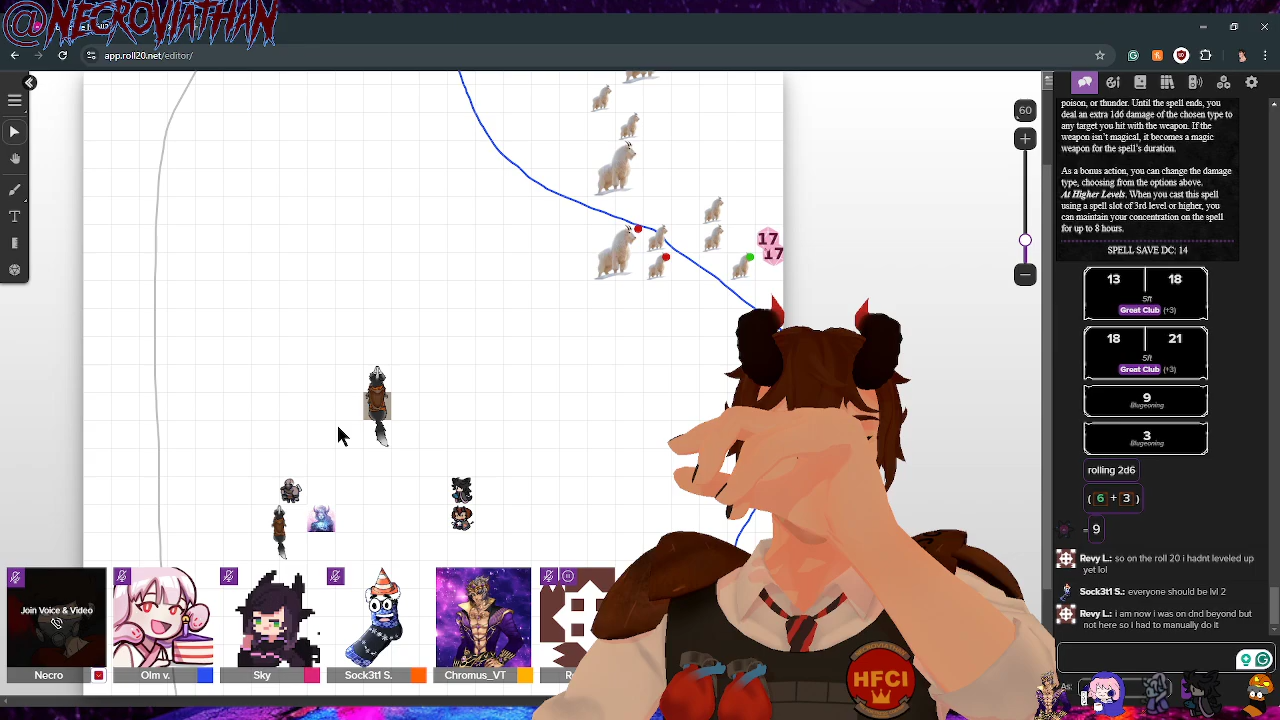 @NECROVIATHAN
app.roll20.net/editor/
60
poison, or thunder. Until the spell ends, you
deal an extra 1d6 damage of the chosen type to
any target you hit with the weapon. If the
weapon isn't magical, it becomes a magic
weapon for the spell's duration.
As a bonus action, you can change the damage
type, choosing from the options above.
At Higher Levels. When you cast this spell
using a spell slot of 3rd level or higher, you
can maintain your concentration on the spell
for up to 8 hours.
SPELL SAVE DC: 14
17
17
13 18
5ft
Great Club (+3)
18 21
5ft
Great Club (+3)
9
Blugeoning
3
Blugeoning
rolling 2d6
(6+3)
=9
Revy L.: so on the roll 20 i hadnt leveled up
yet lol
Sock3t1 S.: everyone should be lvl 2
Revy L.: i am now i was on dnd beyond but
not here so i had to manually do it
As:
Join Voice & Video
Necro
Olm v.
Sky
Sock3t1 S.
Chromus_VT
HFCI